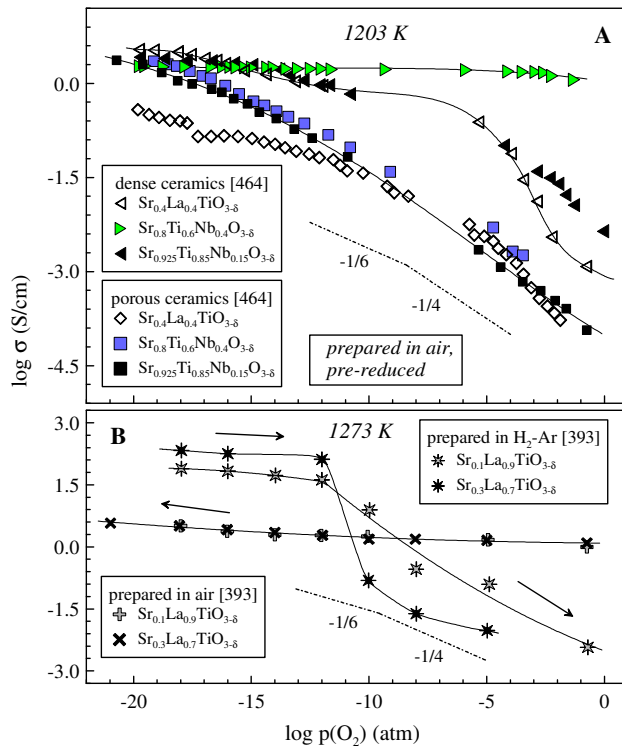 1203 K
A
0.0
-1.5
-3.0
-4.5
dense ceramics [464]
Sr0.4La0.4TiO3-δ
Sr0.8Ti0.6Nb0.4O3-δ
Sr0.925Ti0.85Nb0.15O3-δ
porous ceramics [464]
Sr0.4La0.4TiO3-δ
Sr0.8Ti0.6Nb0.4O3-δ
Sr0.925Ti0.85Nb0.15O3-δ
-1/6
-1/4
prepared in air,
pre-reduced
log σ (S/cm)
B
1273 K
3.0
1.5
0.0
-1.5
-3.0
prepared in H2-Ar [393]
Sr0.1La0.9TiO3-δ
Sr0.3La0.7TiO3-δ
prepared in air [393]
Sr0.1La0.9TiO3-δ
Sr0.3La0.7TiO3-δ
-1/6
-1/4
-20 -15 -10 -5 0
log p(O2) (atm)